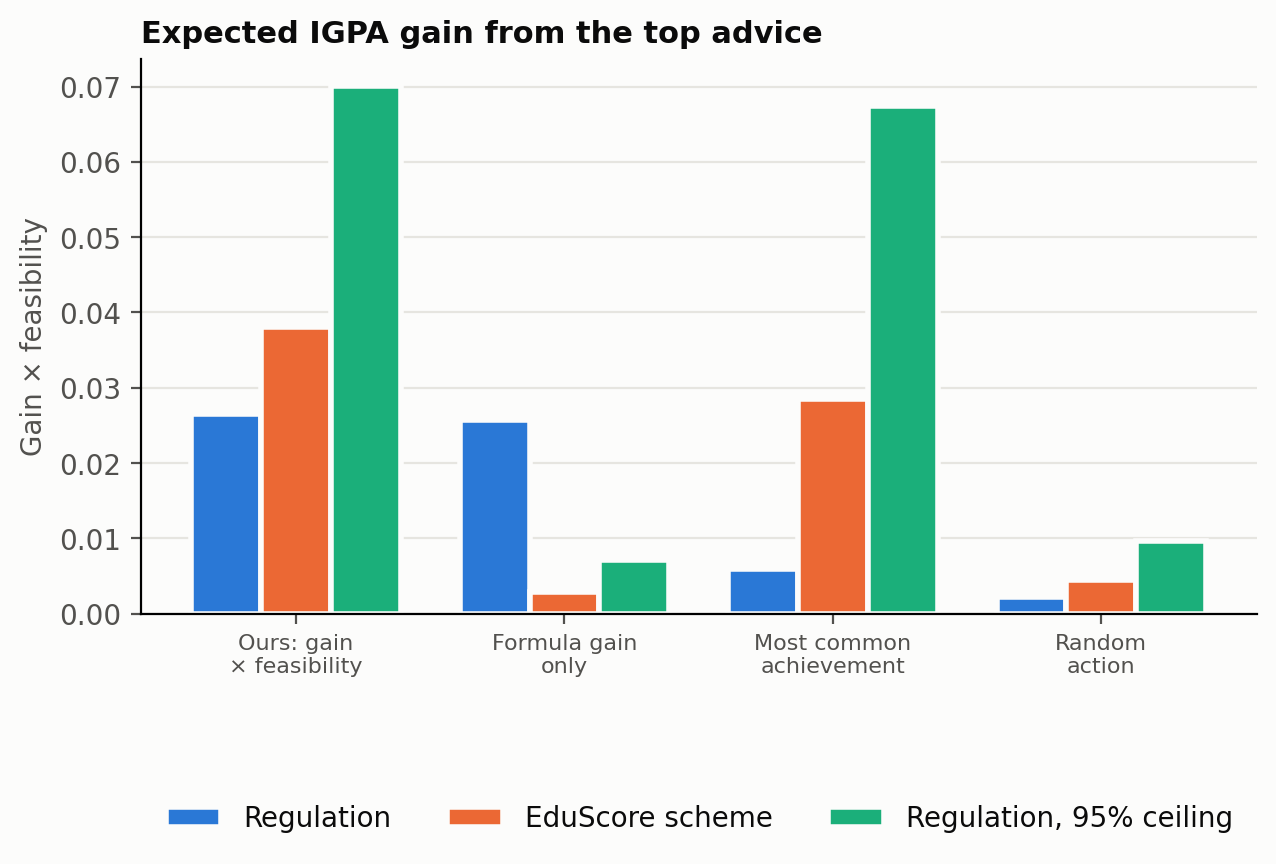 Expected IGPA gain from the top advice
Gain × feasibility
0.07
0.06
0.05
0.04
0.03
0.02
0.01
0.00
Ours: gain
× feasibility
Formula gain
only
Most common
achievement
Random
action
Regulation
EduScore scheme
Regulation, 95% ceiling